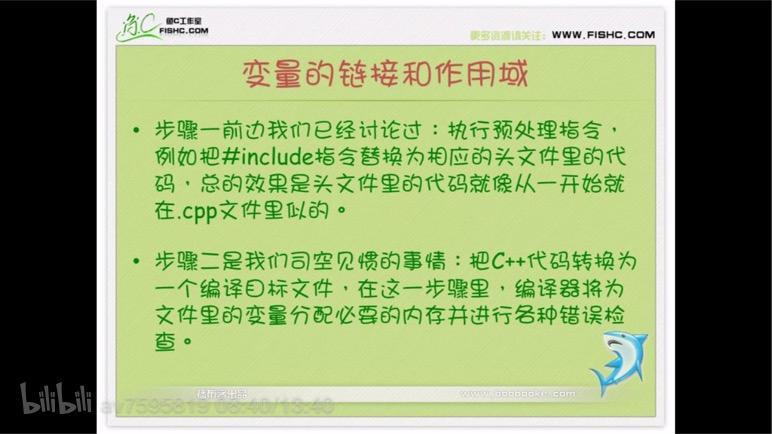 鱼C工作室
FISHC.COM
更多资源请关注：WWW.FISHC.COM
变量的链接和作用域
• 步骤一前边我们已经讨论过：执行预处理指令，
例如把#include指令替换为相应的头文件里的代
码，总的效果是头文件里的代码就像从一开始就
在.cpp文件里似的。
• 步骤二是我们司空见惯的事情：把C++代码转换为
一个编译目标文件，在这一步骤里，编译器将为
文件里的变量分配必要的内存并进行各种错误检
查。
bilibili av7595819 08:40/13:40